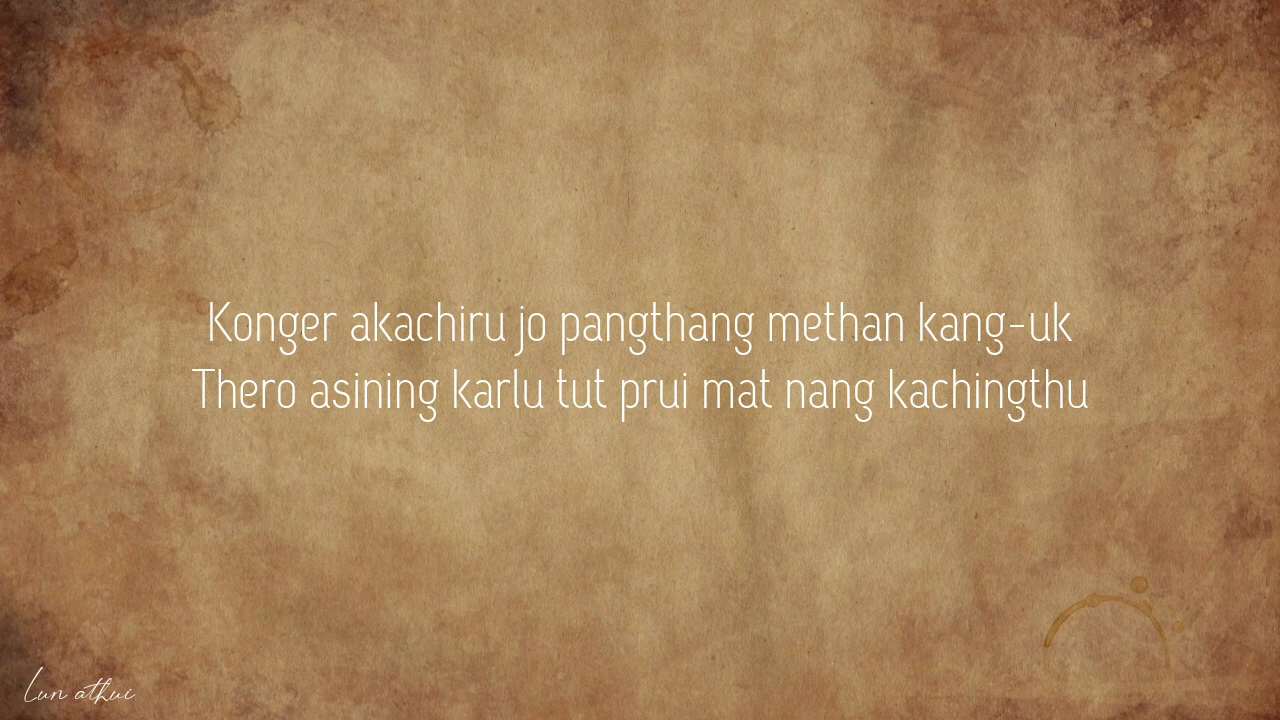 Konger akachiru jo pangthang methan kang-uk
Thero asining karlu tut prui mat nang kachingthu
Lun athui